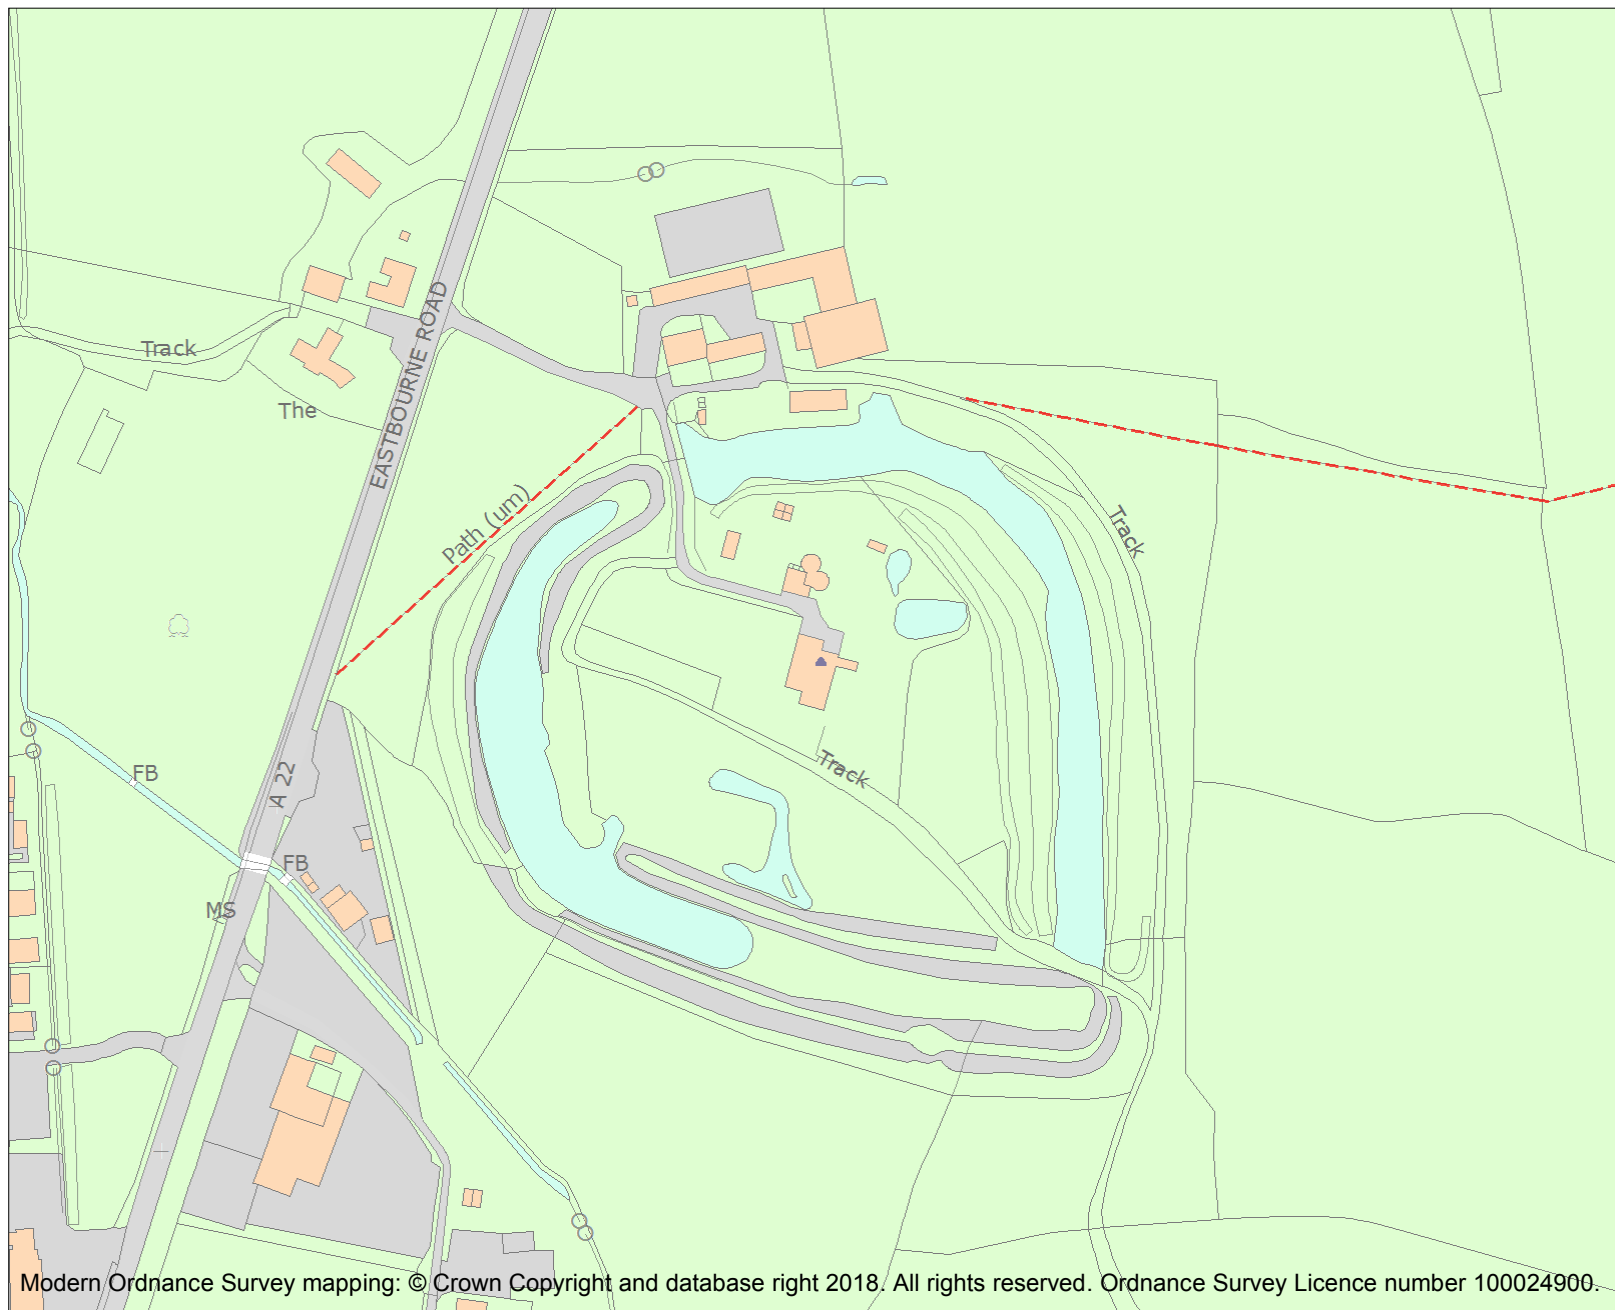 Track
The
EASTBOURNE ROAD
Path (um)
Track
Track
FB
A 22
FB
MS
Modern Ordnance Survey mapping: © Crown Copyright and database right 2018. All rights reserved. Ordnance Survey Licence number 100024900.